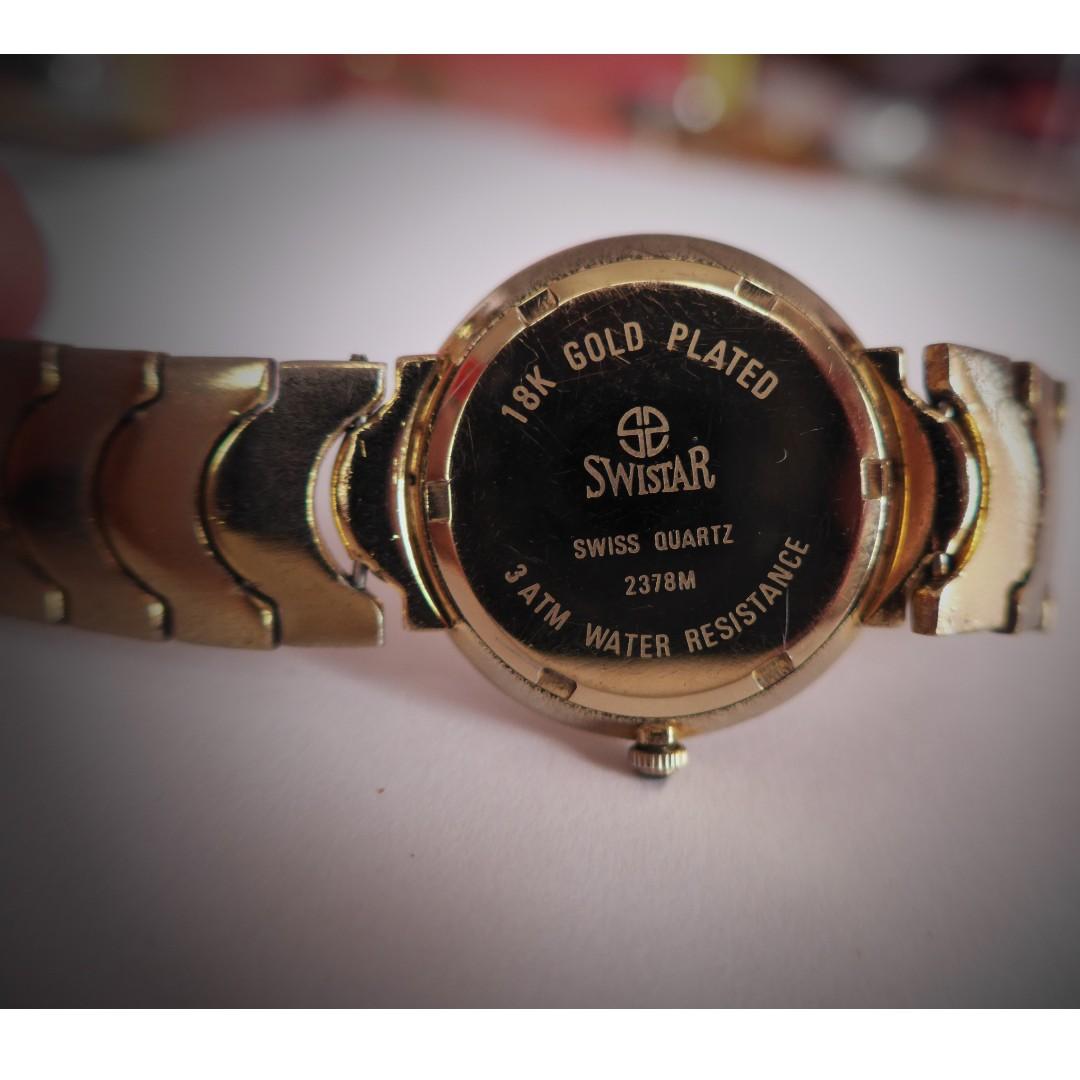 18K GOLD PLATED
SWISTAR
SWISS QUARTZ
2378M
3 ATM WATER RESISTANCE